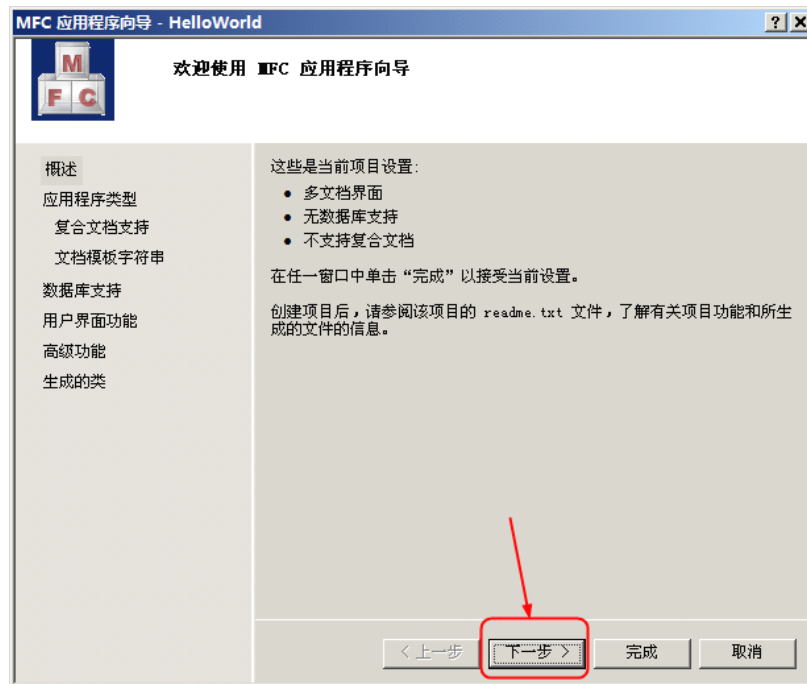 MFC 应用程序向导 - HelloWorld
? X
M
F C
欢迎使用 MFC 应用程序向导
概述
应用程序类型
复合文档支持
文档模板字符串
数据库支持
用户界面功能
高级功能
生成的类
这些是当前项目设置:
• 多文档界面
• 无数据库支持
• 不支持复合文档
在任一窗口中单击“完成”以接受当前设置。
创建项目后，请参阅该项目的 readme.txt 文件，了解有关项目功能和所生
成的文件的信息。
< 上一步
下一步 >
完成
取消